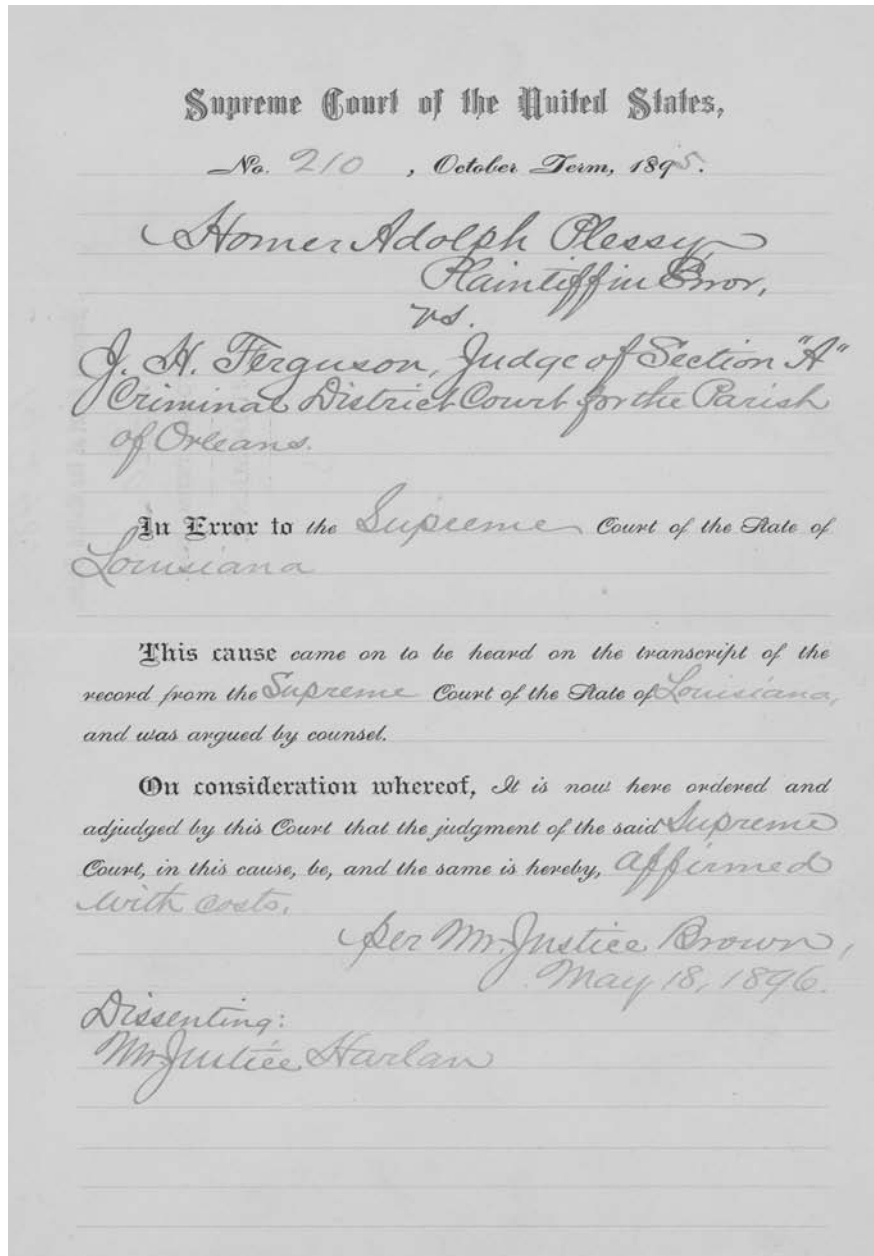 Supreme Court of the United States,
No. 210 , October Term, 1895.
Homer Adolph Plessy
Plaintiff in Error,
vs.
J. H. Ferguson, Judge of Section "A"
Criminal District Court for the Parish
of Orleans.
In Error to the Supreme Court of the State of
Louisiana
This cause came on to be heard on the transcript of the
record from the Supreme Court of the State of Louisiana,
and was argued by counsel.
On consideration whereof, It is now here ordered and
adjudged by this Court that the judgment of the said Supreme
Court, in this cause, be, and the same is hereby, affirmed
with costs.
per Mr. Justice Brown,
May 18, 1896.
Dissenting:
Mr. Justice Harlan